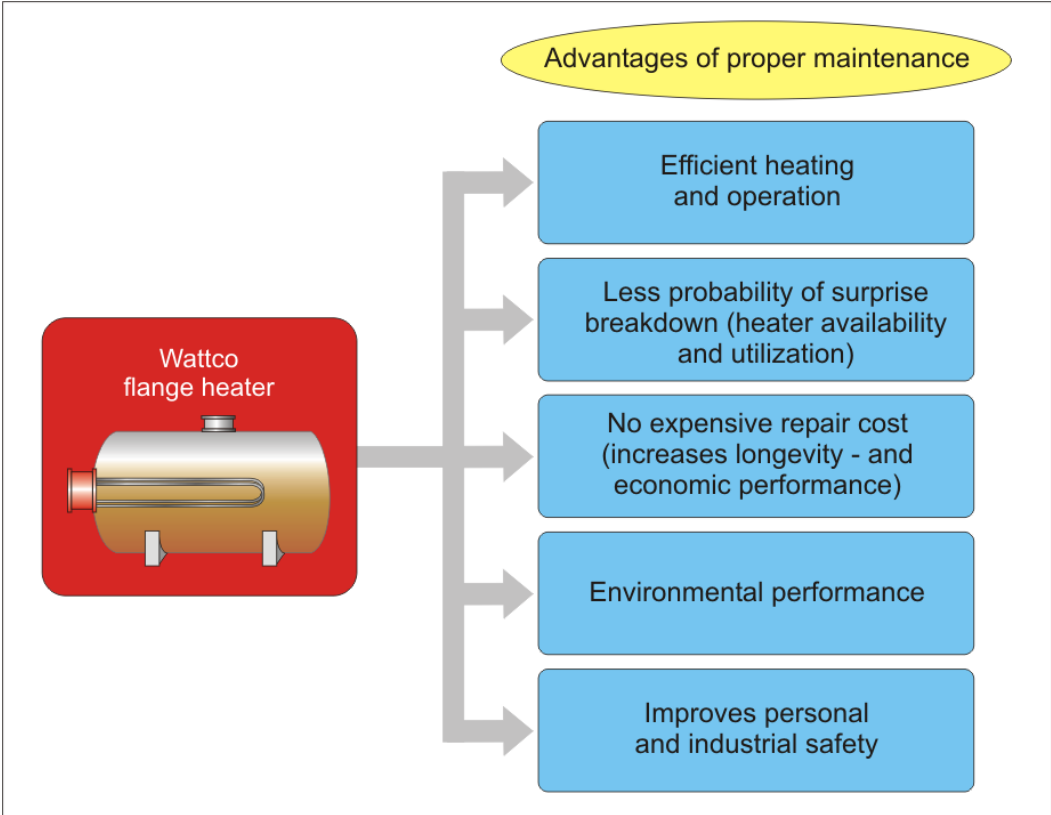 Advantages of proper maintenance
Efficient heating
and operation
Less probability of surprise
breakdown (heater availability
and utilization)
Wattco
flange heater
No expensive repair cost
(increases longevity - and
economic performance)
Environmental performance
Improves personal
and industrial safety